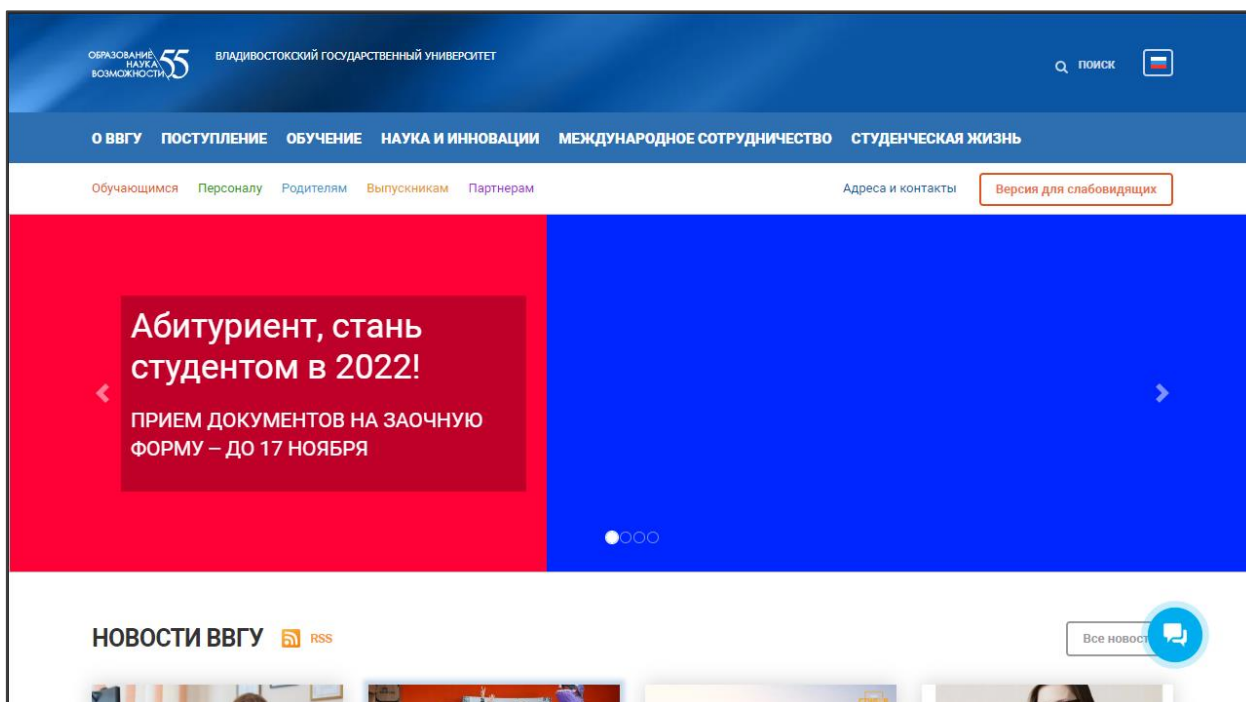 ОБРАЗОВАНИЕ
НАУКА
ВОЗМОЖНОСТИ
55
ВЛАДИВОСТОКСКИЙ ГОСУДАРСТВЕННЫЙ УНИВЕРСИТЕТ
ПОИСК
О ВВГУ ПОСТУПЛЕНИЕ ОБУЧЕНИЕ НАУКА И ИННОВАЦИИ МЕЖДУНАРОДНОЕ СОТРУДНИЧЕСТВО СТУДЕНЧЕСКАЯ ЖИЗНЬ
Обучающимся Персоналу Родителям Выпускникам Партнерам Адреса и контакты Версия для слабовидящих
Абитуриент, стань
студентом в 2022!
ПРИЕМ ДОКУМЕНТОВ НА ЗАОЧНУЮ
ФОРМУ – ДО 17 НОЯБРЯ
НОВОСТИ ВВГУ RSS Все новост